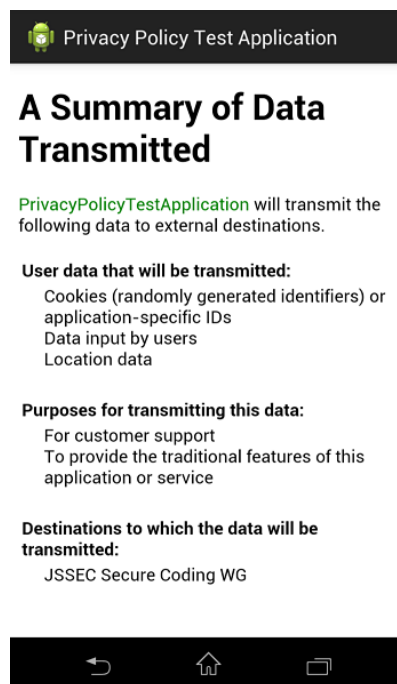 Privacy Policy Test Application
A Summary of Data
Transmitted
PrivacyPolicyTestApplication will transmit the
following data to external destinations.
User data that will be transmitted:
Cookies (randomly generated identifiers) or
application-specific IDs
Data input by users
Location data
Purposes for transmitting this data:
For customer support
To provide the traditional features of this
application or service
Destinations to which the data will be
transmitted:
JSSEC Secure Coding WG